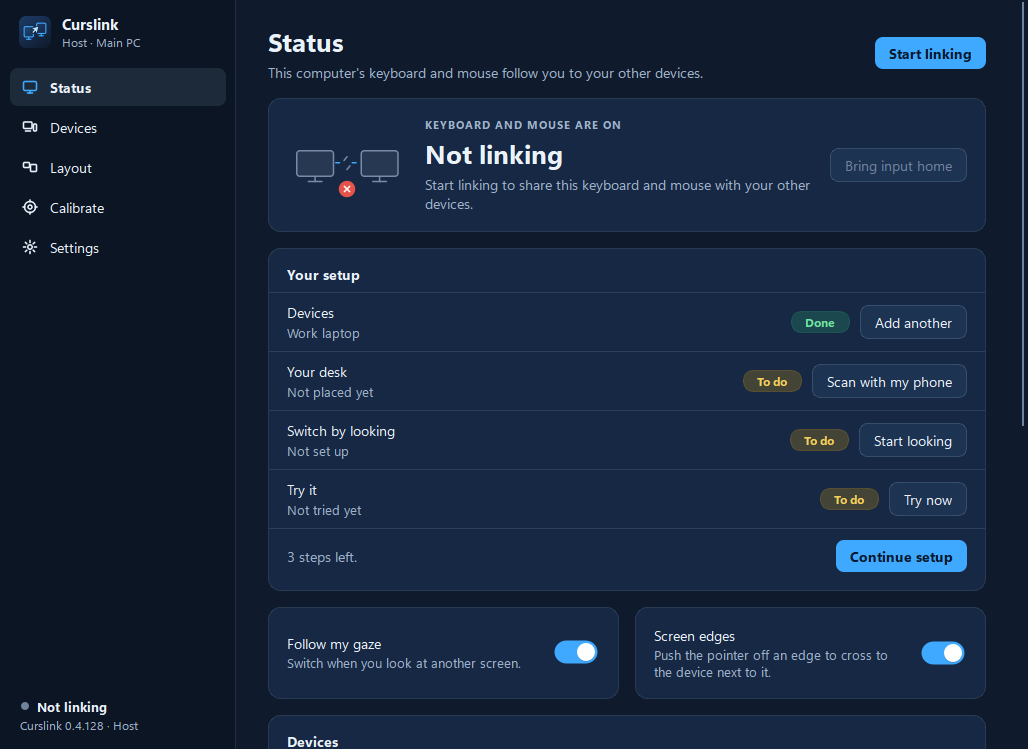 Curslink
Host · Main PC
Status
Devices
Layout
Calibrate
Settings
Not linking
Curslink 0.4.128 · Host
Status
This computer's keyboard and mouse follow you to your other devices.
Start linking
KEYBOARD AND MOUSE ARE ON
Not linking
Start linking to share this keyboard and mouse with your other
devices.
Bring input home
Your setup
Devices
Work laptop
Done
Add another
Your desk
Not placed yet
To do
Scan with my phone
Switch by looking
Not set up
To do
Start looking
Try it
Not tried yet
To do
Try now
3 steps left.
Continue setup
Follow my gaze
Switch when you look at another screen.
Screen edges
Push the pointer off an edge to cross to
the device next to it.
Devices